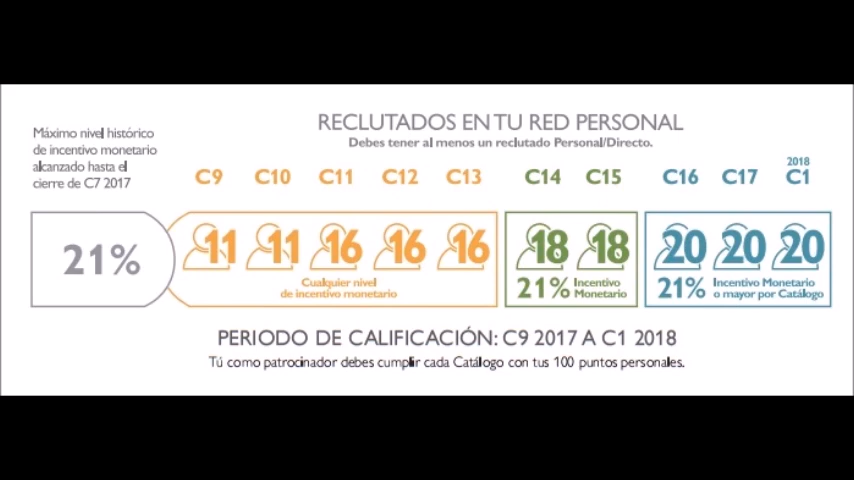 RECLUTADOS EN TU RED PERSONAL
Debes tener al menos un reclutado Personal/Directo.
Máximo nivel histórico
de incentivo monetario
alcanzado hasta el
cierre de C7 2017
C9 C10 C11 C12 C13 C14 C15 C16 C17 2018 C1
21%
11 11 16 16 16 18 18 20 20 20
Cualquier nivel
de incentivo monetario
21% Incentivo
Monetario
21% Incentivo Monetario
o mayor por Catálogo
PERIODO DE CALIFICACIÓN: C9 2017 A C1 2018
Tú como patrocinador debes cumplir cada Catálogo con tus 100 puntos personales.